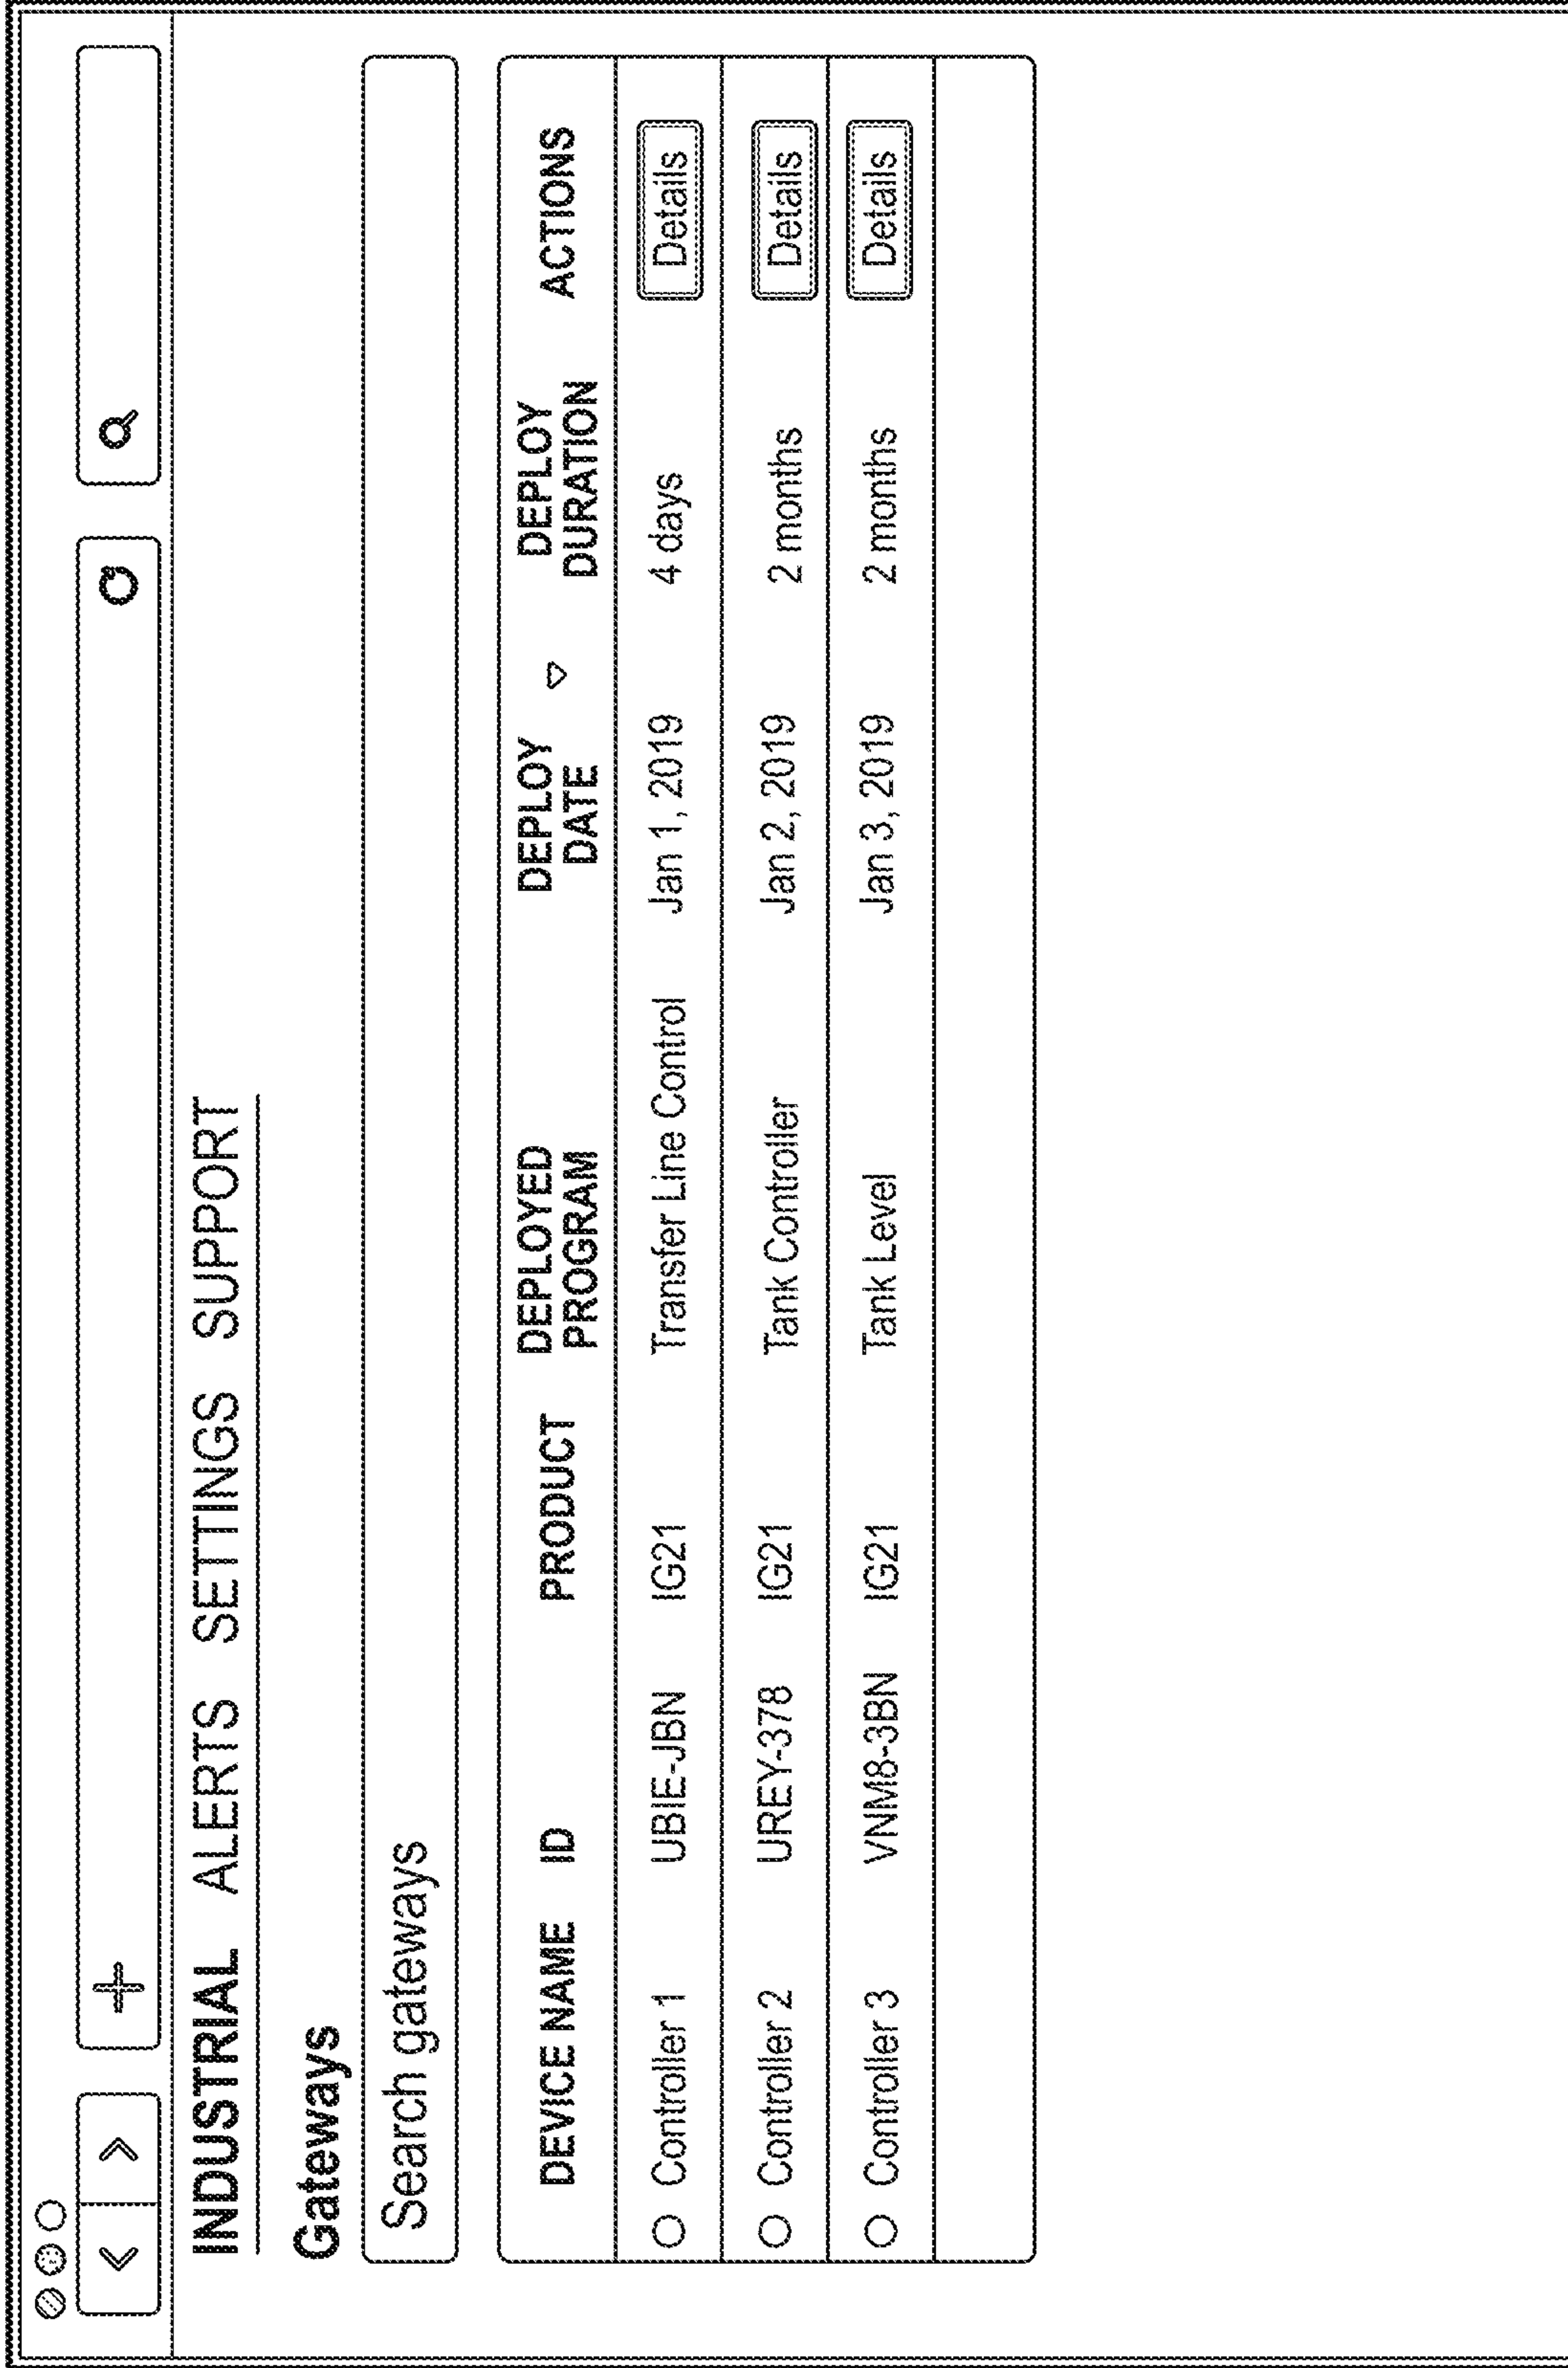 INDUSTRIAL ALERTS SETTINGS SUPPORT
Gateways
Search gateways
DEVICE NAME ID PRODUCT DEPLOYED PROGRAM DEPLOY DATE DEPLOY DURATION ACTIONS
Controller 1 UBIE-JBN IG21 Transfer Line Control Jan 1, 2019 4 days Details
Controller 2 UREY-378 IG21 Tank Controller Jan 2, 2019 2 months Details
Controller 3 VNM8-3BN IG21 Tank Level Jan 3, 2019 2 months Details